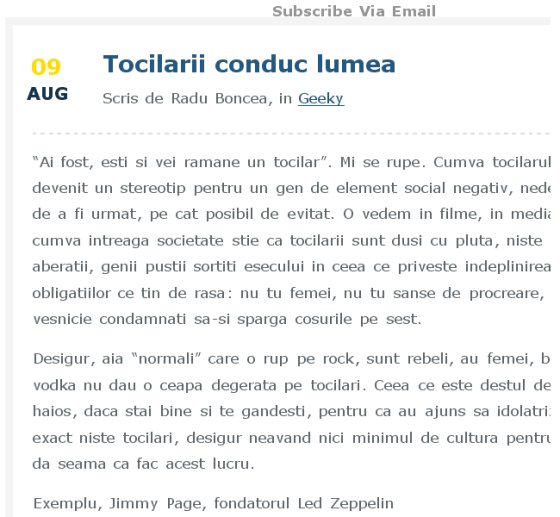 Subscribe Via Email
09
AUG
Tocilarii conduc lumea
Scris de Radu Boncea, in Geeky
“Ai fost, esti si vei ramane un tocilar”. Mi se rupe. Cumva tocilarul
devenit un stereotip pentru un gen de element social negativ,
de a fi urmat, pe cat posibil de evitat. O vedem in filme, in
cumva intreaga societate stie ca tocilarii sunt dusi cu pluta, niste
aberatii, genii pustii sortiti esecului in ceea ce priveste indeplinirea
obligatiilor ce tin de rasa: nu tu femei, nu tu sanse de procreare,
vesnicie condamnati sa-si sparga cosurile pe sest.
Desigur, aia “normali” care o rup pe rock, sunt rebeli, au femei,
vodka nu dau o ceapa degerata pe tocilari. Ceea ce este destul de
haios, daca stai bine si te gandesti, pentru ca au ajuns sa
exact niste tocilari, desigur neavand nici minimul de cultura
da seama ca fac acest lucru.
Exemplu, Jimmy Page, fondatorul Led Zeppelin